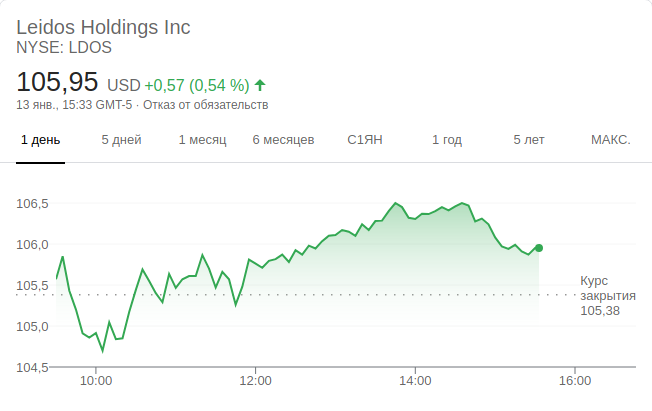 Leidos Holdings Inc
NYSE: LDOS
105,95 USD +0,57 (0,54 %)
13 янв., 15:33 GMT-5 · Отказ от обязательств
1 день 5 дней 1 месяц 6 месяцев С1ЯН 1 год 5 лет МАКС.
106,5
106,0
105,5
105,0
104,5
Курс
закрытия
105,38
10:00 12:00 14:00 16:00